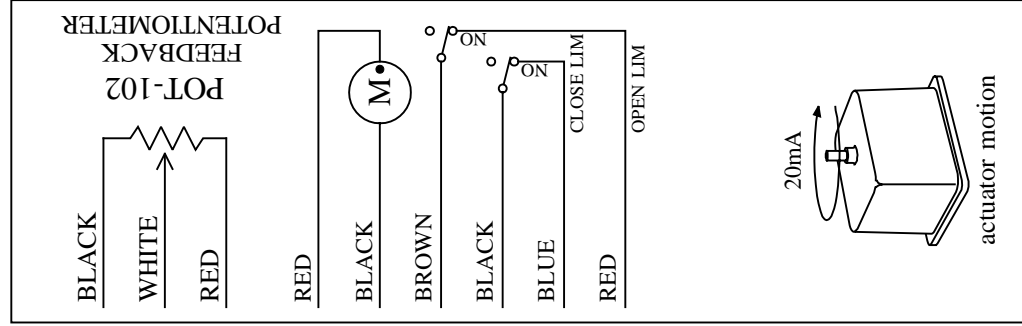 POT-102
FEEDBACK
POTENTIOMETER
BLACK
WHITE
RED
RED
BLACK
BROWN
BLACK
BLUE
RED
M
ON
ON
CLOSE LIM
OPEN LIM
20mA
actuator motion